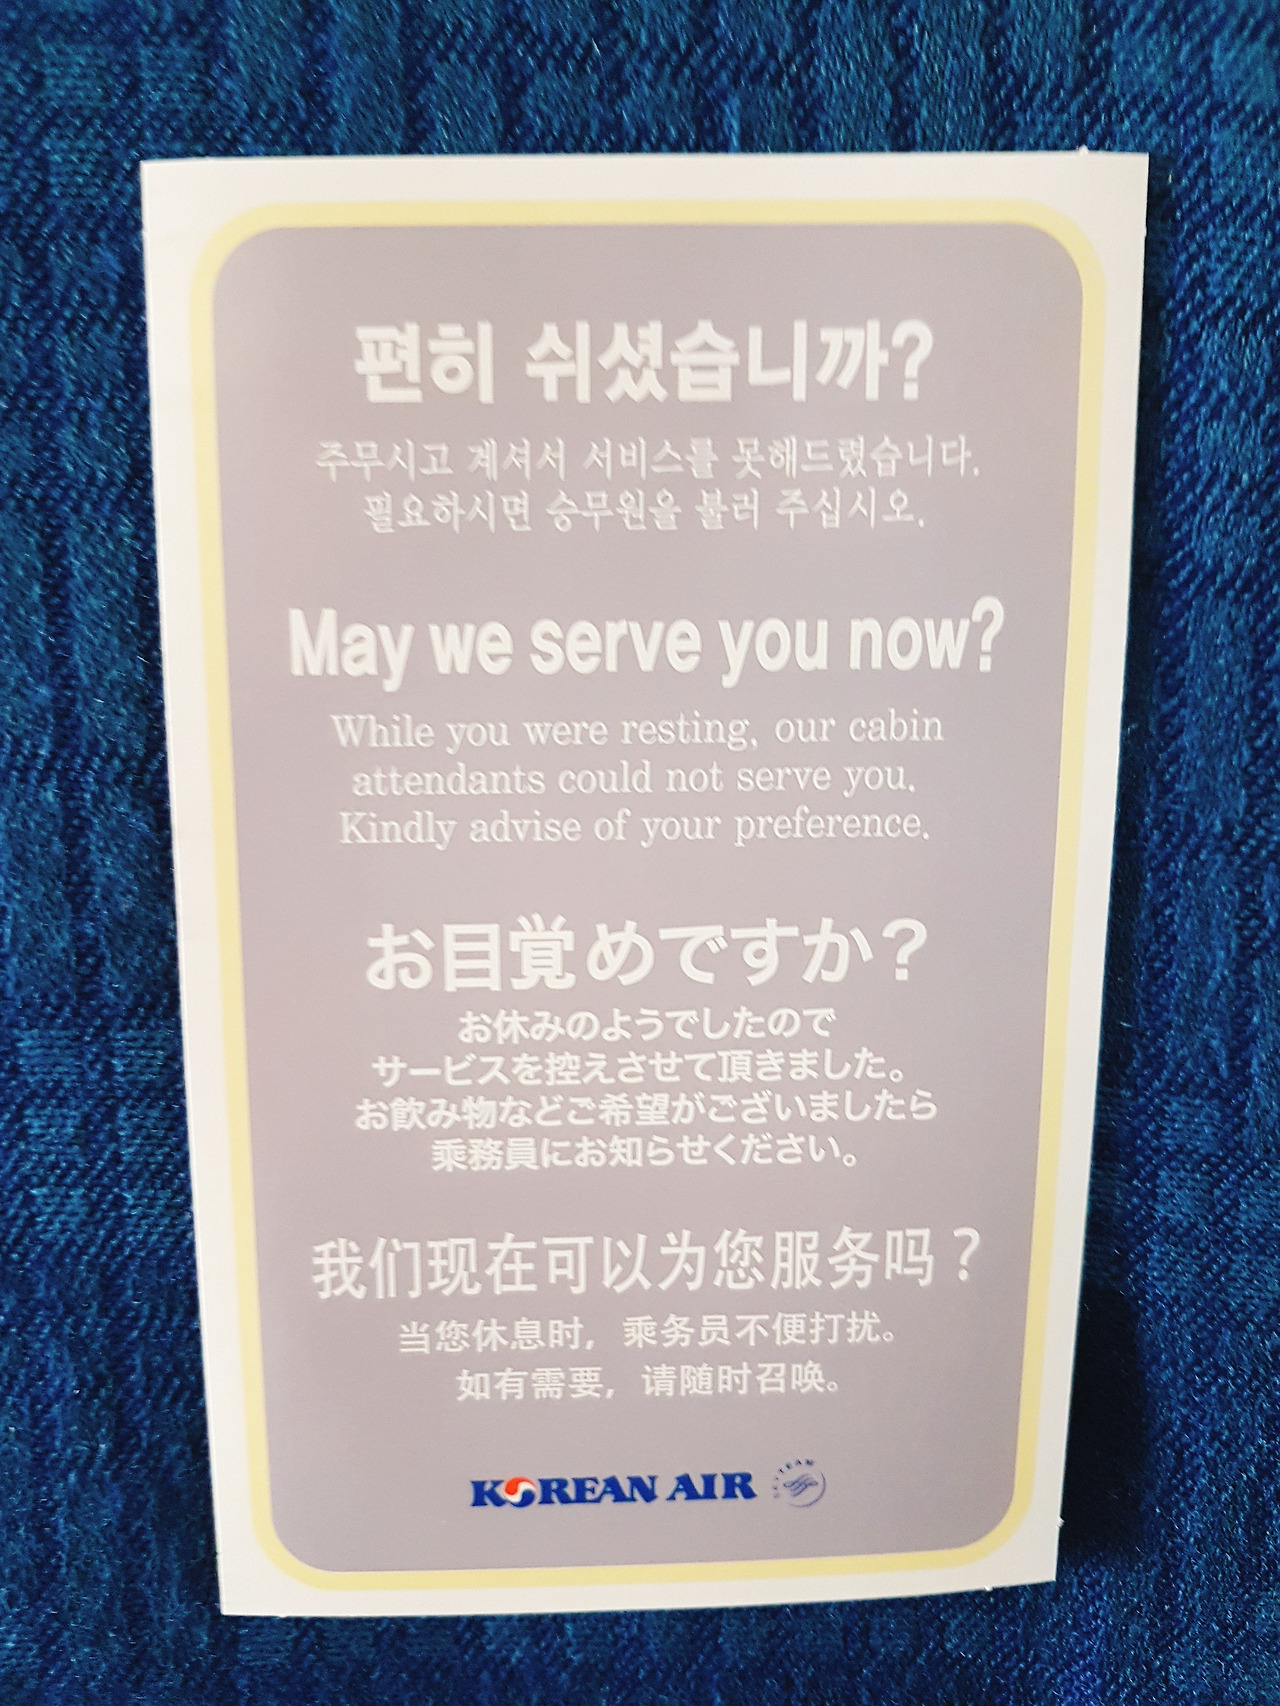 편히 쉬셨습니까?
주무시고 계셔서 서비스를 못해드렸습니다.
필요하시면 승무원을 불러 주십시오.
May we serve you now?
While you were resting, our cabin
attendants could not serve you.
Kindly advise of your preference.
お目覚めですか？
お休みのようでしたので
サービスを控えさせて頂きました。
お飲み物などご希望がございましたら
乗務員にお知らせください。
我们现在可以为您服务吗？
当您休息时，乘务员不便打扰。
如有需要，请随时召唤。
KOREAN AIR
SKYTEAM